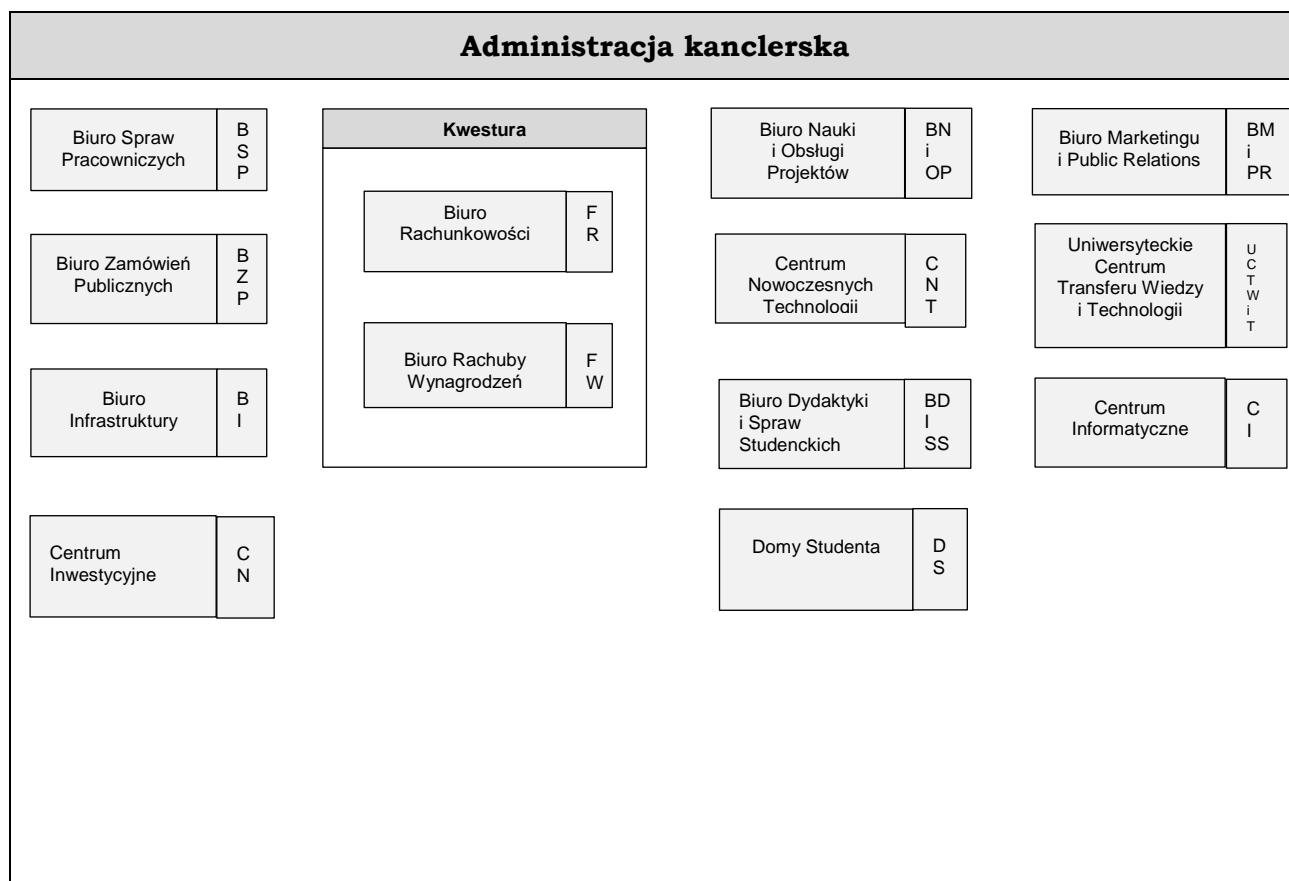 Administracja kanclerska
Biuro Spraw
Pracowniczych
B
S
P
Biuro Zamówień
Publicznych
B
Z
P
Biuro
Infrastruktury
B
I
Centrum
Inwestycyjne
C
N
Kwestura
Biuro
Rachunkowości
F
R
Biuro Rachuby
Wynagrodzeń
F
W
Biuro Nauki
i Obsługi
Projektów
BN
i
OP
Centrum
Nowoczesnych
Technologii
C
N
T
Biuro Dydaktyki
i Spraw
Studenckich
BD
I
SS
Domy Studenta
D
S
Biuro Marketingu
i Public Relations
BM
i
PR
Uniwersyteckie
Centrum
Transferu Wiedzy
i Technologii
U
C
T
W
i
T
Centrum
Informatyczne
C
I